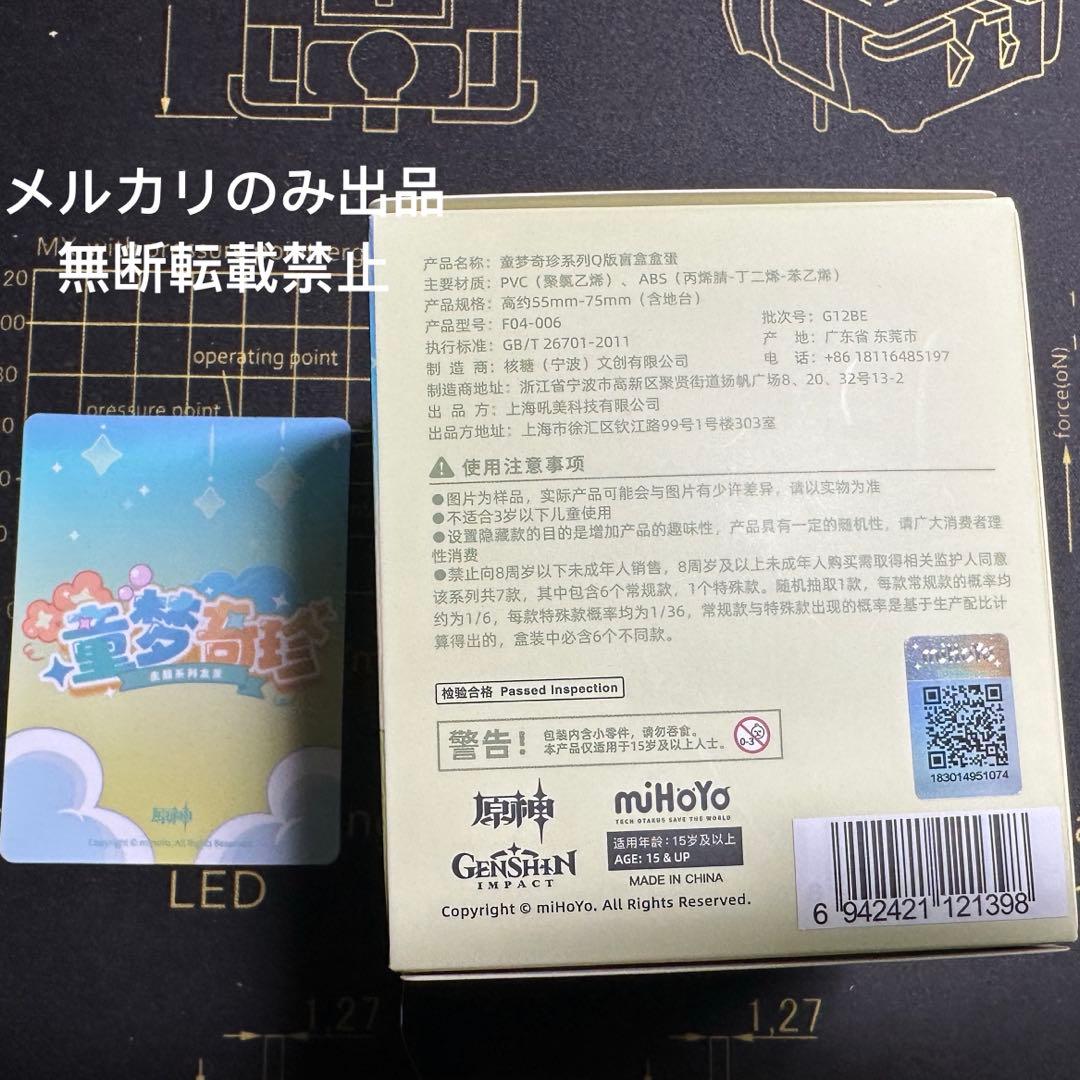 メルカリのみ出品
無断転載禁止
operating point
pressure point
force(oN)
产品名称：童梦奇珍系列Q版盲盒盒蛋
主要材质：PVC（聚氯乙烯）、ABS（丙烯腈-丁二烯-苯乙烯）
产品规格：高约55mm-75mm（含地台）
产品型号：F04-006
批次号：G12BE
执行标准：GB/T 26701-2011
产 地：广东省 东莞市
制 造 商：核糖（宁波）文创有限公司
电 话：+86 18116485197
制造商地址：浙江省宁波市高新区聚贤街道扬帆广场8、20、32号13-2
出 品 方：上海吼美科技有限公司
出品方地址：上海市徐汇区钦江路99号1号楼303室
使用注意事项
●图片为样品，实际产品可能会与图片有少许差异，请以实物为准
●不适合3岁以下儿童使用
●设置隐藏款的目的是增加产品的趣味性，产品具有一定的随机性，请广大消费者理
性消费
●禁止向8周岁以下未成年人销售，8周岁及以上未成年人购买需取得相关监护人同意
该系列共7款，其中包含6个常规款，1个特殊款。随机抽取1款，每款常规款的概率均
约为1/6，每款特殊款概率均为1/36，常规款与特殊款出现的概率是基于生产配比计
算得出的，盒装中必含6个不同款。
检验合格 Passed Inspection
警告！
包装内含小零件，请勿吞食。
本产品仅适用于15岁及以上人士。
0-3
miHoYo
183014951074
原神
GENSHIN
IMPACT
miHoYo
TECH OTAKUS SAVE THE WORLD
适用年龄：15岁及以上
AGE: 15 & UP
MADE IN CHINA
Copyright © miHoYo. All Rights Reserved.
6 942421 121398
童梦奇珍
原神
Copyright © miHoYo. All Rights Reserved.
LED
1,27
1,27